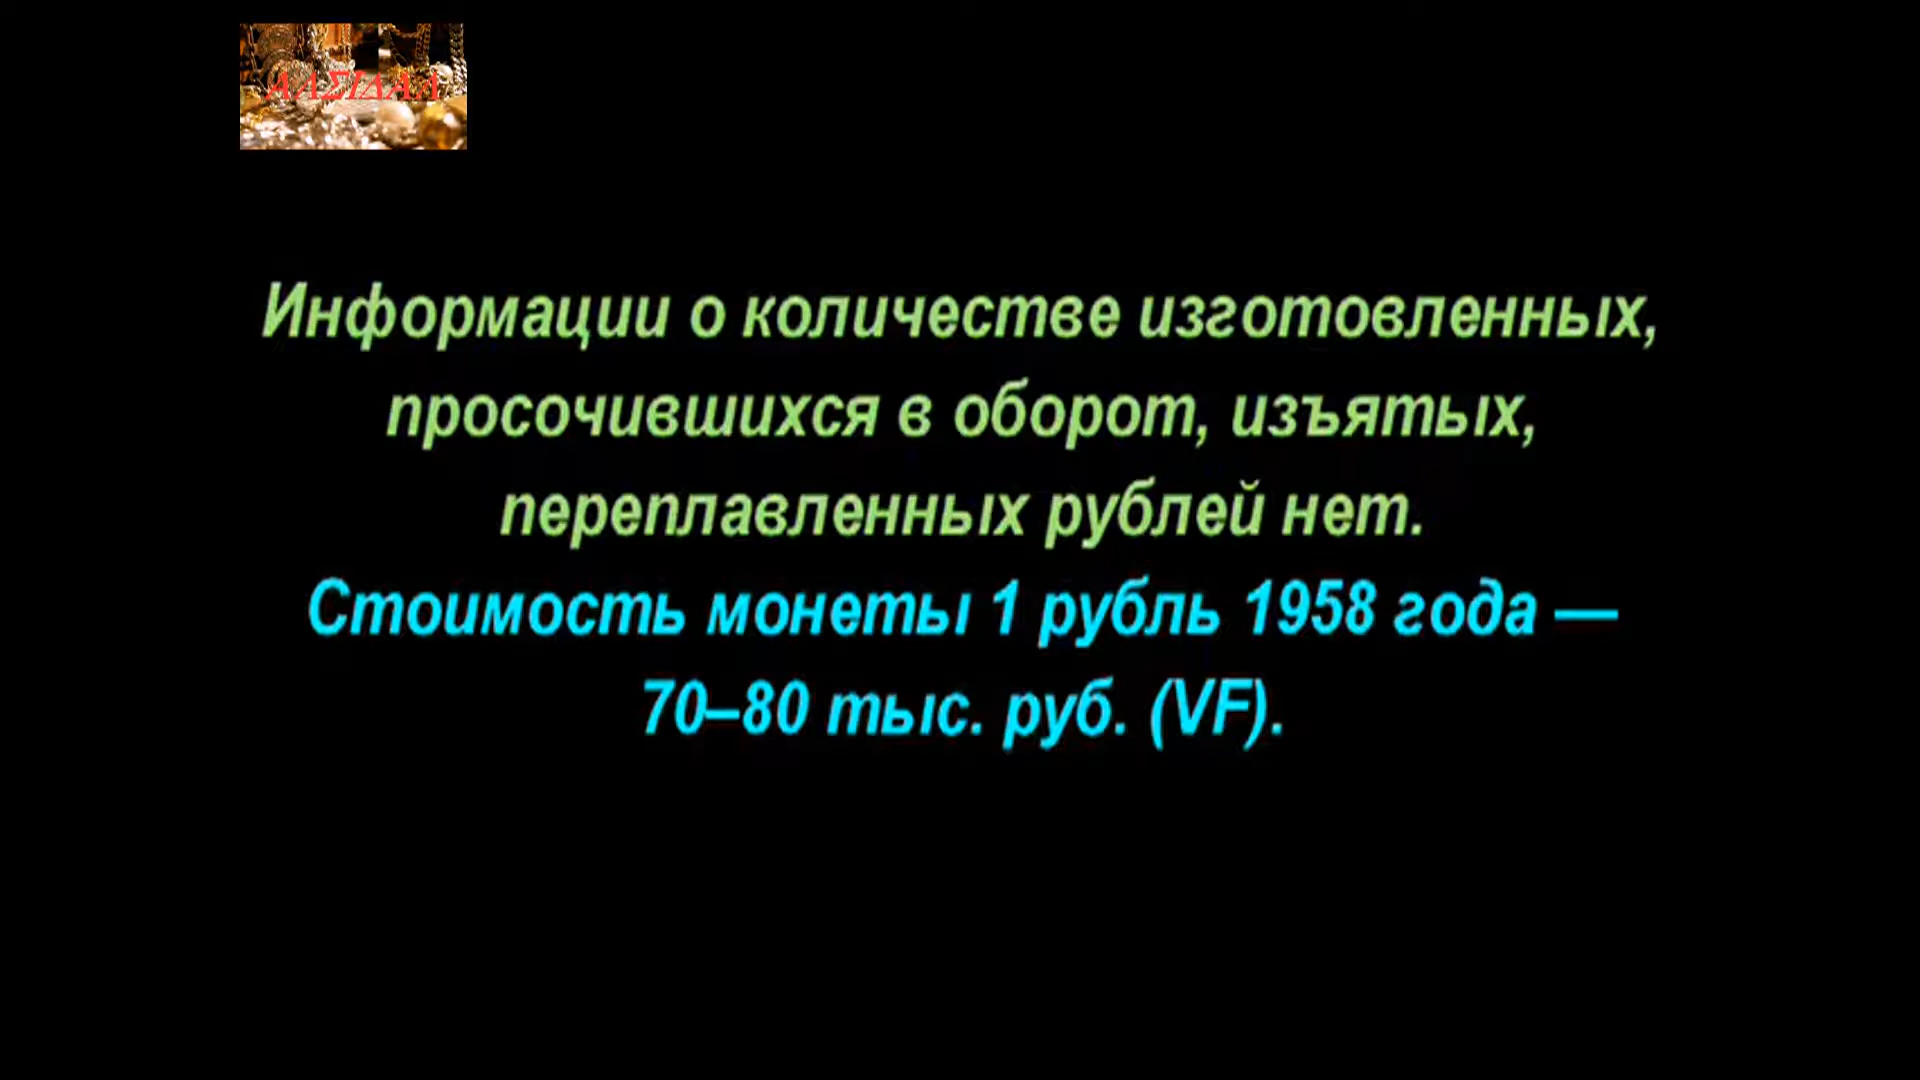 ΑΛΣΙΔΑΛ
Информации о количестве изготовленных,
просочившихся в оборот, изъятых,
переплавленных рублей нет.
Стоимость монеты 1 рубль 1958 года —
70–80 тыс. руб. (VF).